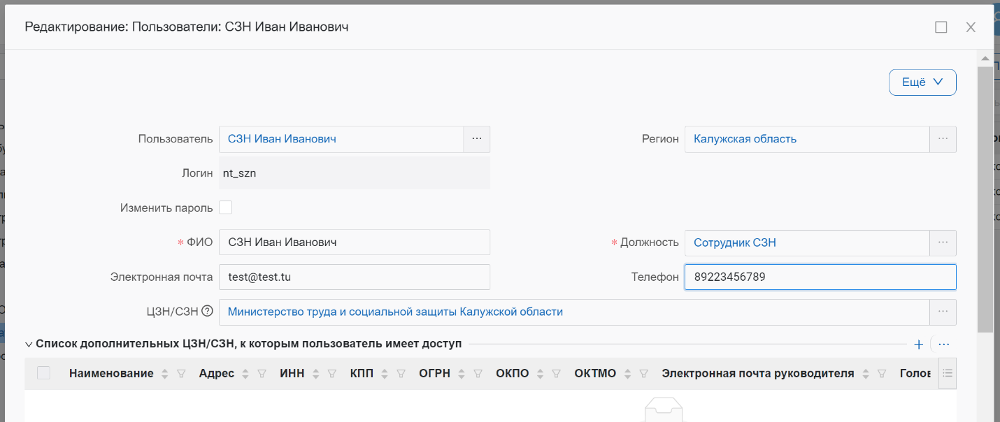 Редактирование: Пользователи: СЗН Иван Иванович
Ещё
Пользователь СЗН Иван Иванович ... Регион Калужская область ...
Логин nt_szn
Изменить пароль
* ФИО СЗН Иван Иванович * Должность Сотрудник СЗН ...
Электронная почта test@test.tu Телефон 89223456789
ЦЗН/СЗН ? Министерство труда и социальной защиты Калужской области ...
Список дополнительных ЦЗН/СЗН, к которым пользователь имеет доступ + ...
Наименование Адрес ИНН КПП ОГРН ОКПО ОКТМО Электронная почта руководителя Голов